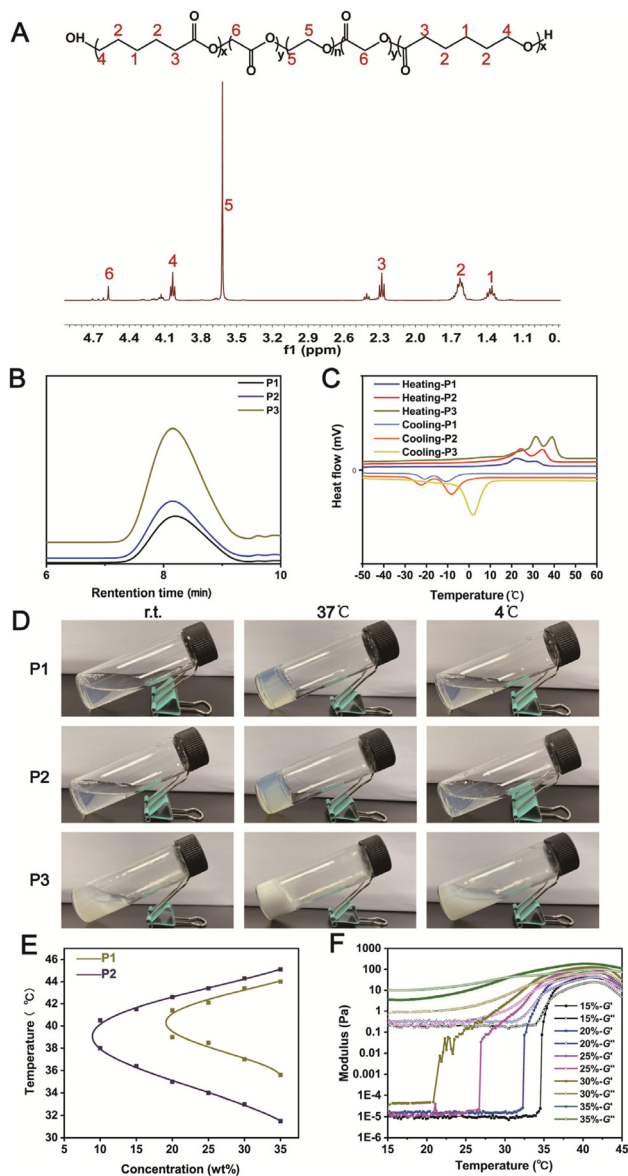 A
O 6 5 O 3 1 4 H
OH 2 2 O x O O O n O O O x
4 1 3 O y 5 6 y O 2 2
6
5
4
3
2
1
4.7 4.4 4.1 3.8 3.5 3.2 2.9 2.6 2.3 2.0 1.7 1.4 1.1 0.
f1 (ppm)
B
P1
P2
P3
6 8 10
Rentention time (min)
C
Heating-P1
Heating-P2
Heating-P3
Cooling-P1
Cooling-P2
Cooling-P3
Heat flow (mV)
0
-50 -40 -30 -20 -10 0 10 20 30 40 50 60
Temperature (℃)
D
r.t. 37℃ 4℃
P1
P2
P3
E
P1
P2
Temperature (℃)
46
44
42
40
38
36
34
32
30
10 15 20 25 30 35
Concentration (wt%)
F
Modulus (Pa)
1000
100
10
1
0.1
0.01
0.001
1E-4
1E-5
1E-6
15%-G'
15%-G''
20%-G'
20%-G''
25%-G'
25%-G''
30%-G'
30%-G''
35%-G'
35%-G''
15 20 25 30 35 40 45
Temperature(℃)